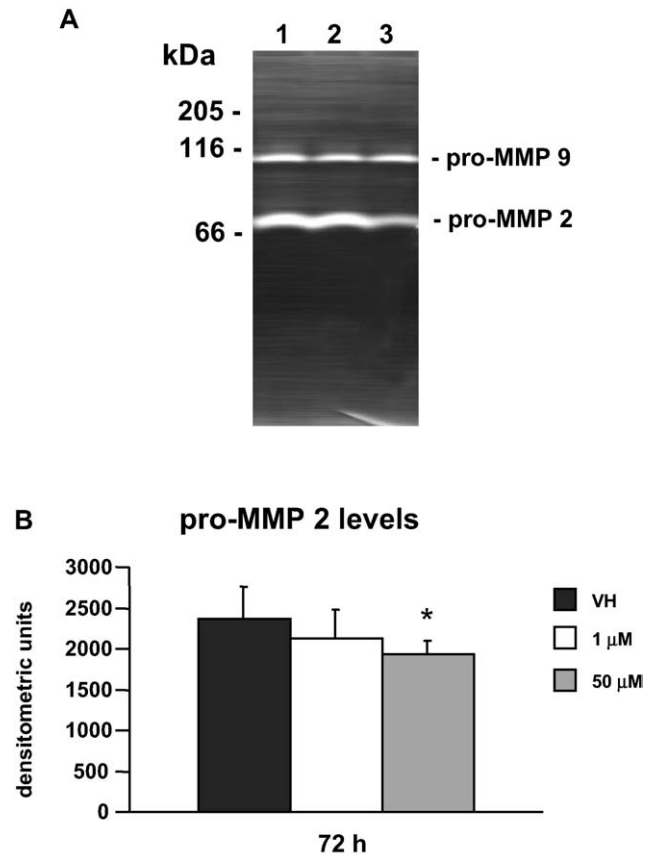 A
kDa
1 2 3
205 -
116 -
66 -
- pro-MMP 9
- pro-MMP 2
B
pro-MMP 2 levels
densitometric units
3000
2500
2000
1500
1000
500
0
*
72 h
VH
1 μM
50 μM